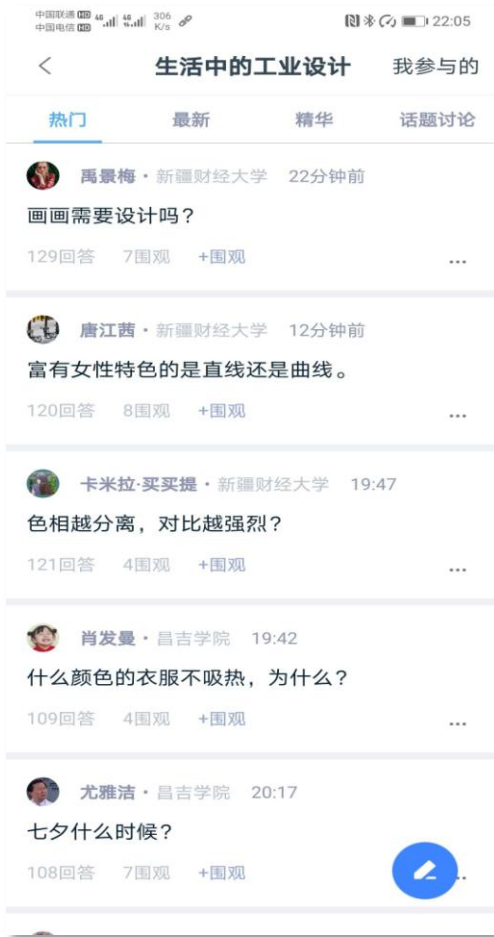 中国联通 HD 4G 4G 306
中国电信 HD K/s 22:05
生活中的工业设计 我参与的
热门 最新 精华 话题讨论
禹景梅·新疆财经大学 22分钟前
画画需要设计吗？
129回答 7围观 +围观
唐江茜·新疆财经大学 12分钟前
富有女性特色的是直线还是曲线。
120回答 8围观 +围观
卡米拉·买买提·新疆财经大学 19:47
色相越分离，对比越强烈？
121回答 4围观 +围观
肖发曼·昌吉学院 19:42
什么颜色的衣服不吸热，为什么？
109回答 4围观 +围观
尤雅洁·昌吉学院 20:17
七夕什么时候？
108回答 7围观 +围观